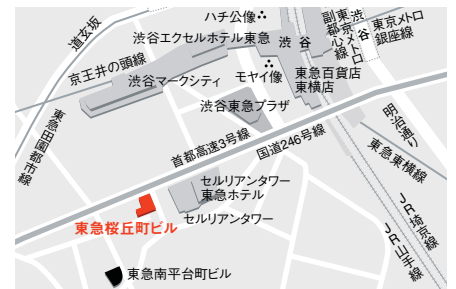 ハチ公像
道玄坂
渋谷エクセルホテル東急
渋谷
東京メトロ
副都心線
渋谷
東京メトロ
銀座線
京王井の頭線
渋谷マークシティ
モヤイ像
東急百貨店
東横店
渋谷東急プラザ
東急田園都市線
明治通り
首都高速3号線
国道246号線
東急東横線
セルリアンタワー
東急ホテル
セルリアンタワー
東急桜丘町ビル
JR埼京線
JR山手線
東急南平台町ビル